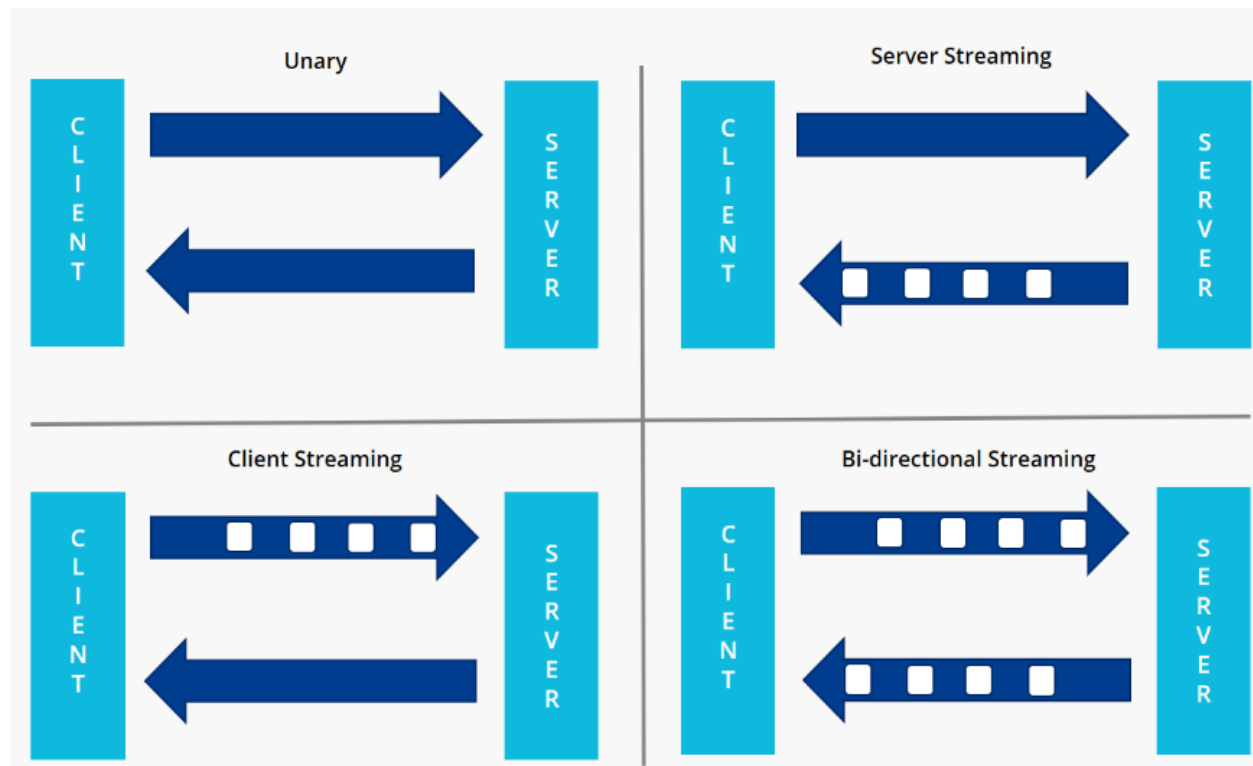 Unary
CLIENT
SERVER
Server Streaming
CLIENT
SERVER
Client Streaming
CLIENT
SERVER
Bi-directional Streaming
CLIENT
SERVER